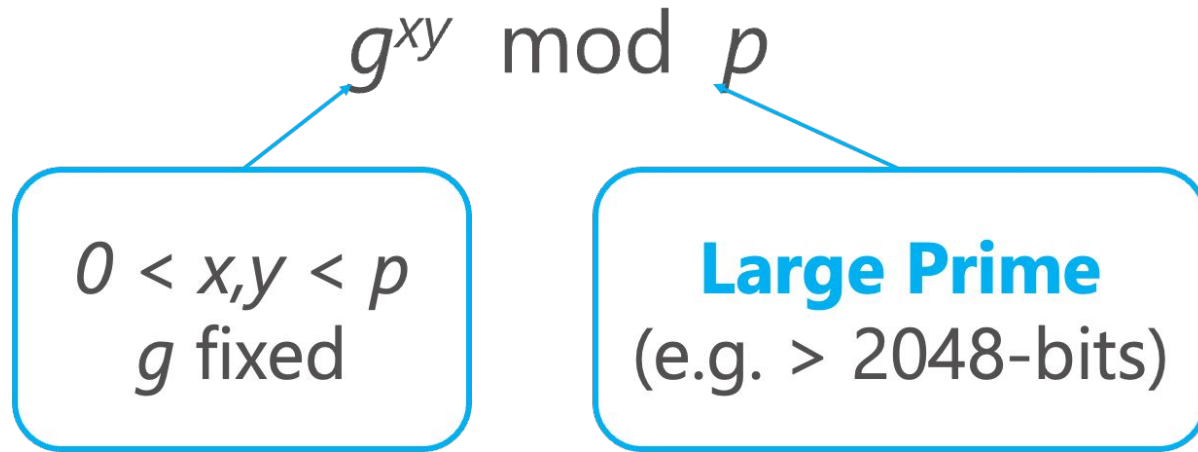 g^{xy} mod p
0 < x,y < p
g fixed
Large Prime
(e.g. > 2048-bits)